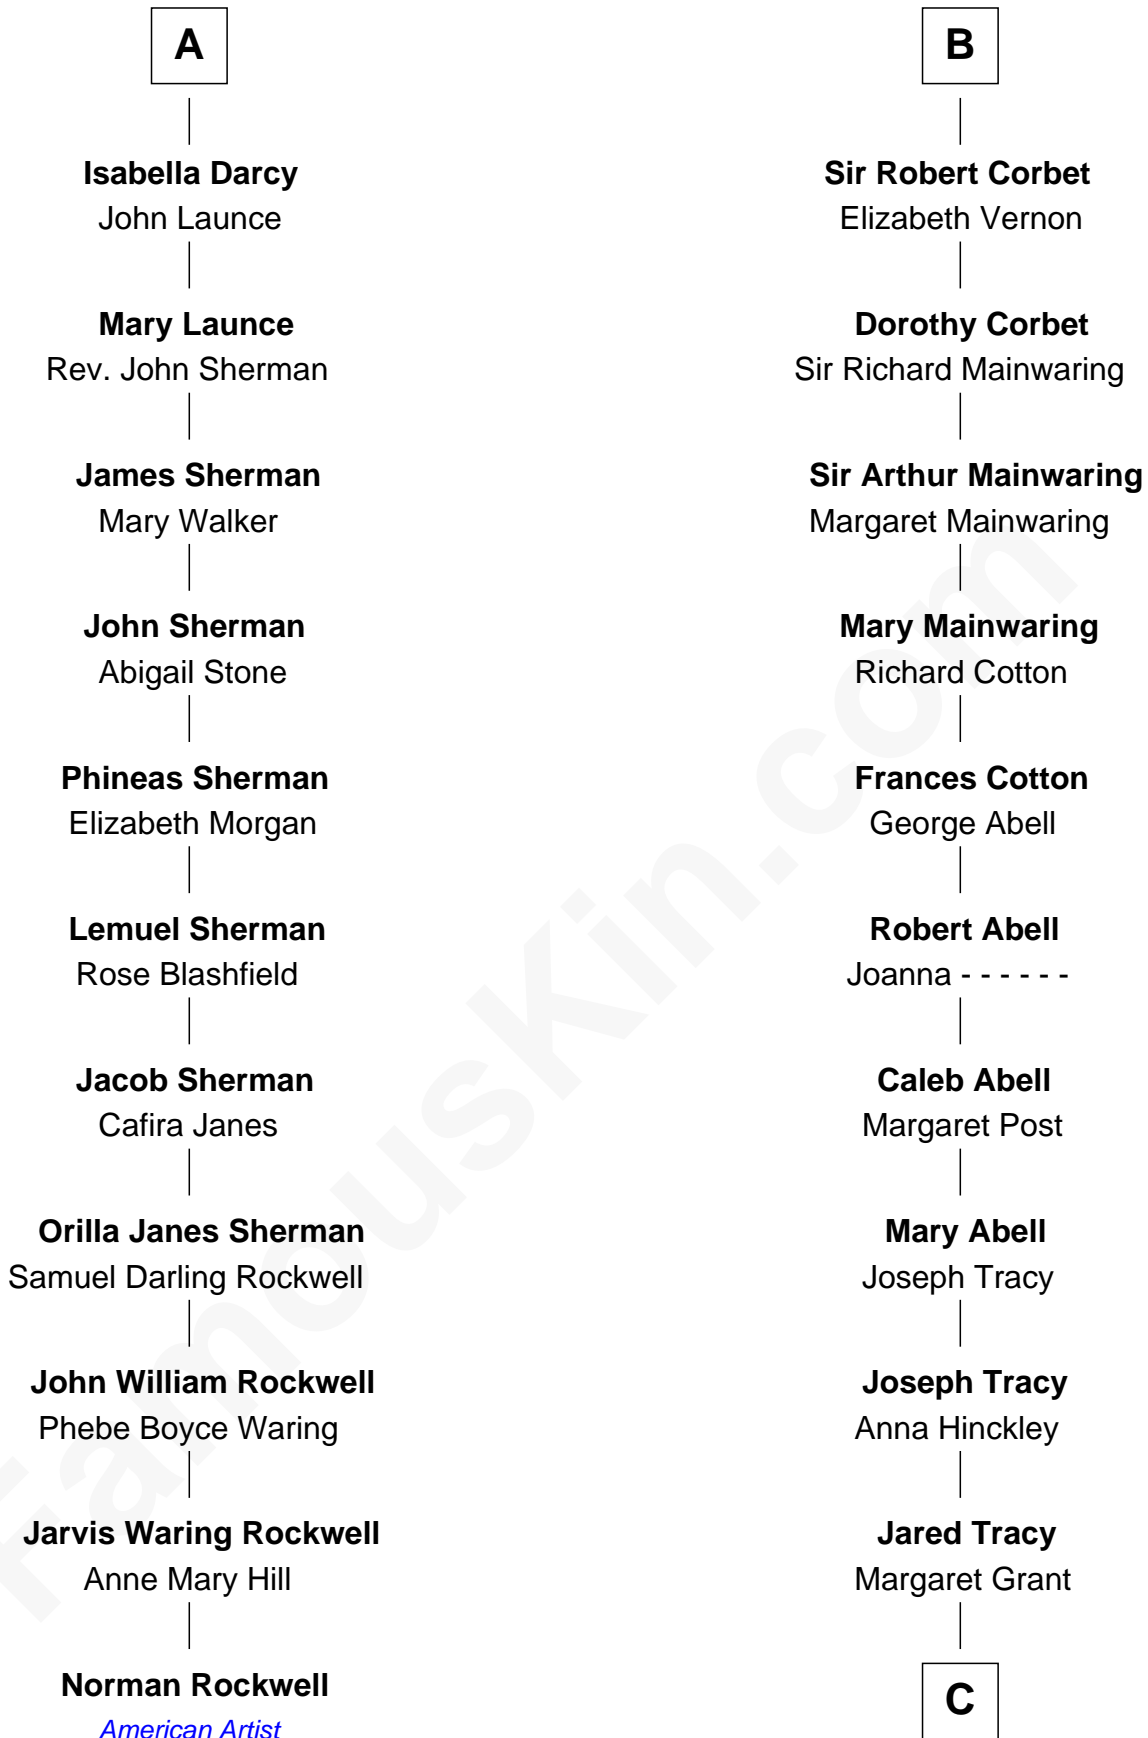 A
Isabella Darcy
John Launce
Mary Launce
Rev. John Sherman
James Sherman
Mary Walker
John Sherman
Abigail Stone
Phineas Sherman
Elizabeth Morgan
Lemuel Sherman
Rose Blashfield
Jacob Sherman
Cafira Janes
Orilla Janes Sherman
Samuel Darling Rockwell
John William Rockwell
Phebe Boyce Waring
Jarvis Waring Rockwell
Anne Mary Hill
Norman Rockwell
American Artist
B
Sir Robert Corbet
Elizabeth Vernon
Dorothy Corbet
Sir Richard Mainwaring
Sir Arthur Mainwaring
Margaret Mainwaring
Mary Mainwaring
Richard Cotton
Frances Cotton
George Abell
Robert Abell
Joanna - - - - - -
Caleb Abell
Margaret Post
Mary Abell
Joseph Tracy
Joseph Tracy
Anna Hinckley
Jared Tracy
Margaret Grant
C
FamousKin.com